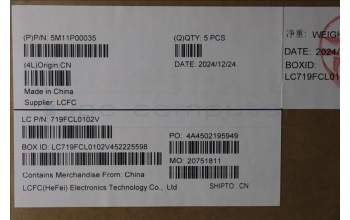 (P)P/N: 5M11P00035
(Q)QTY: 5 PCS
(4L)Origin:CN
DATE: 2024/12/24
Made in China
Supplier: LCFC
净重: WEIGH
DATE: 2024/
BOXID:
LC719FCL01
LC P/N: 719FCL0102V
PO: 4A4502195949
BOX ID: LC719FCL0102V452225598
MO: 20751811
Contains Merchandise From: China
LCFC(HeFei) Electronics Technology Co., Ltd
SHIPTO: CN